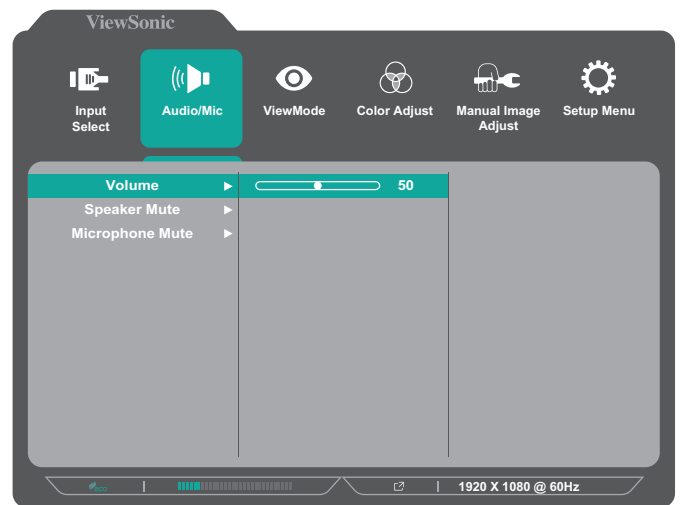 ViewSonic
Input Select
Audio/Mic
ViewMode
Color Adjust
Manual Image Adjust
Setup Menu
Volume 50
Speaker Mute
Microphone Mute
eco
1920 X 1080 @ 60Hz